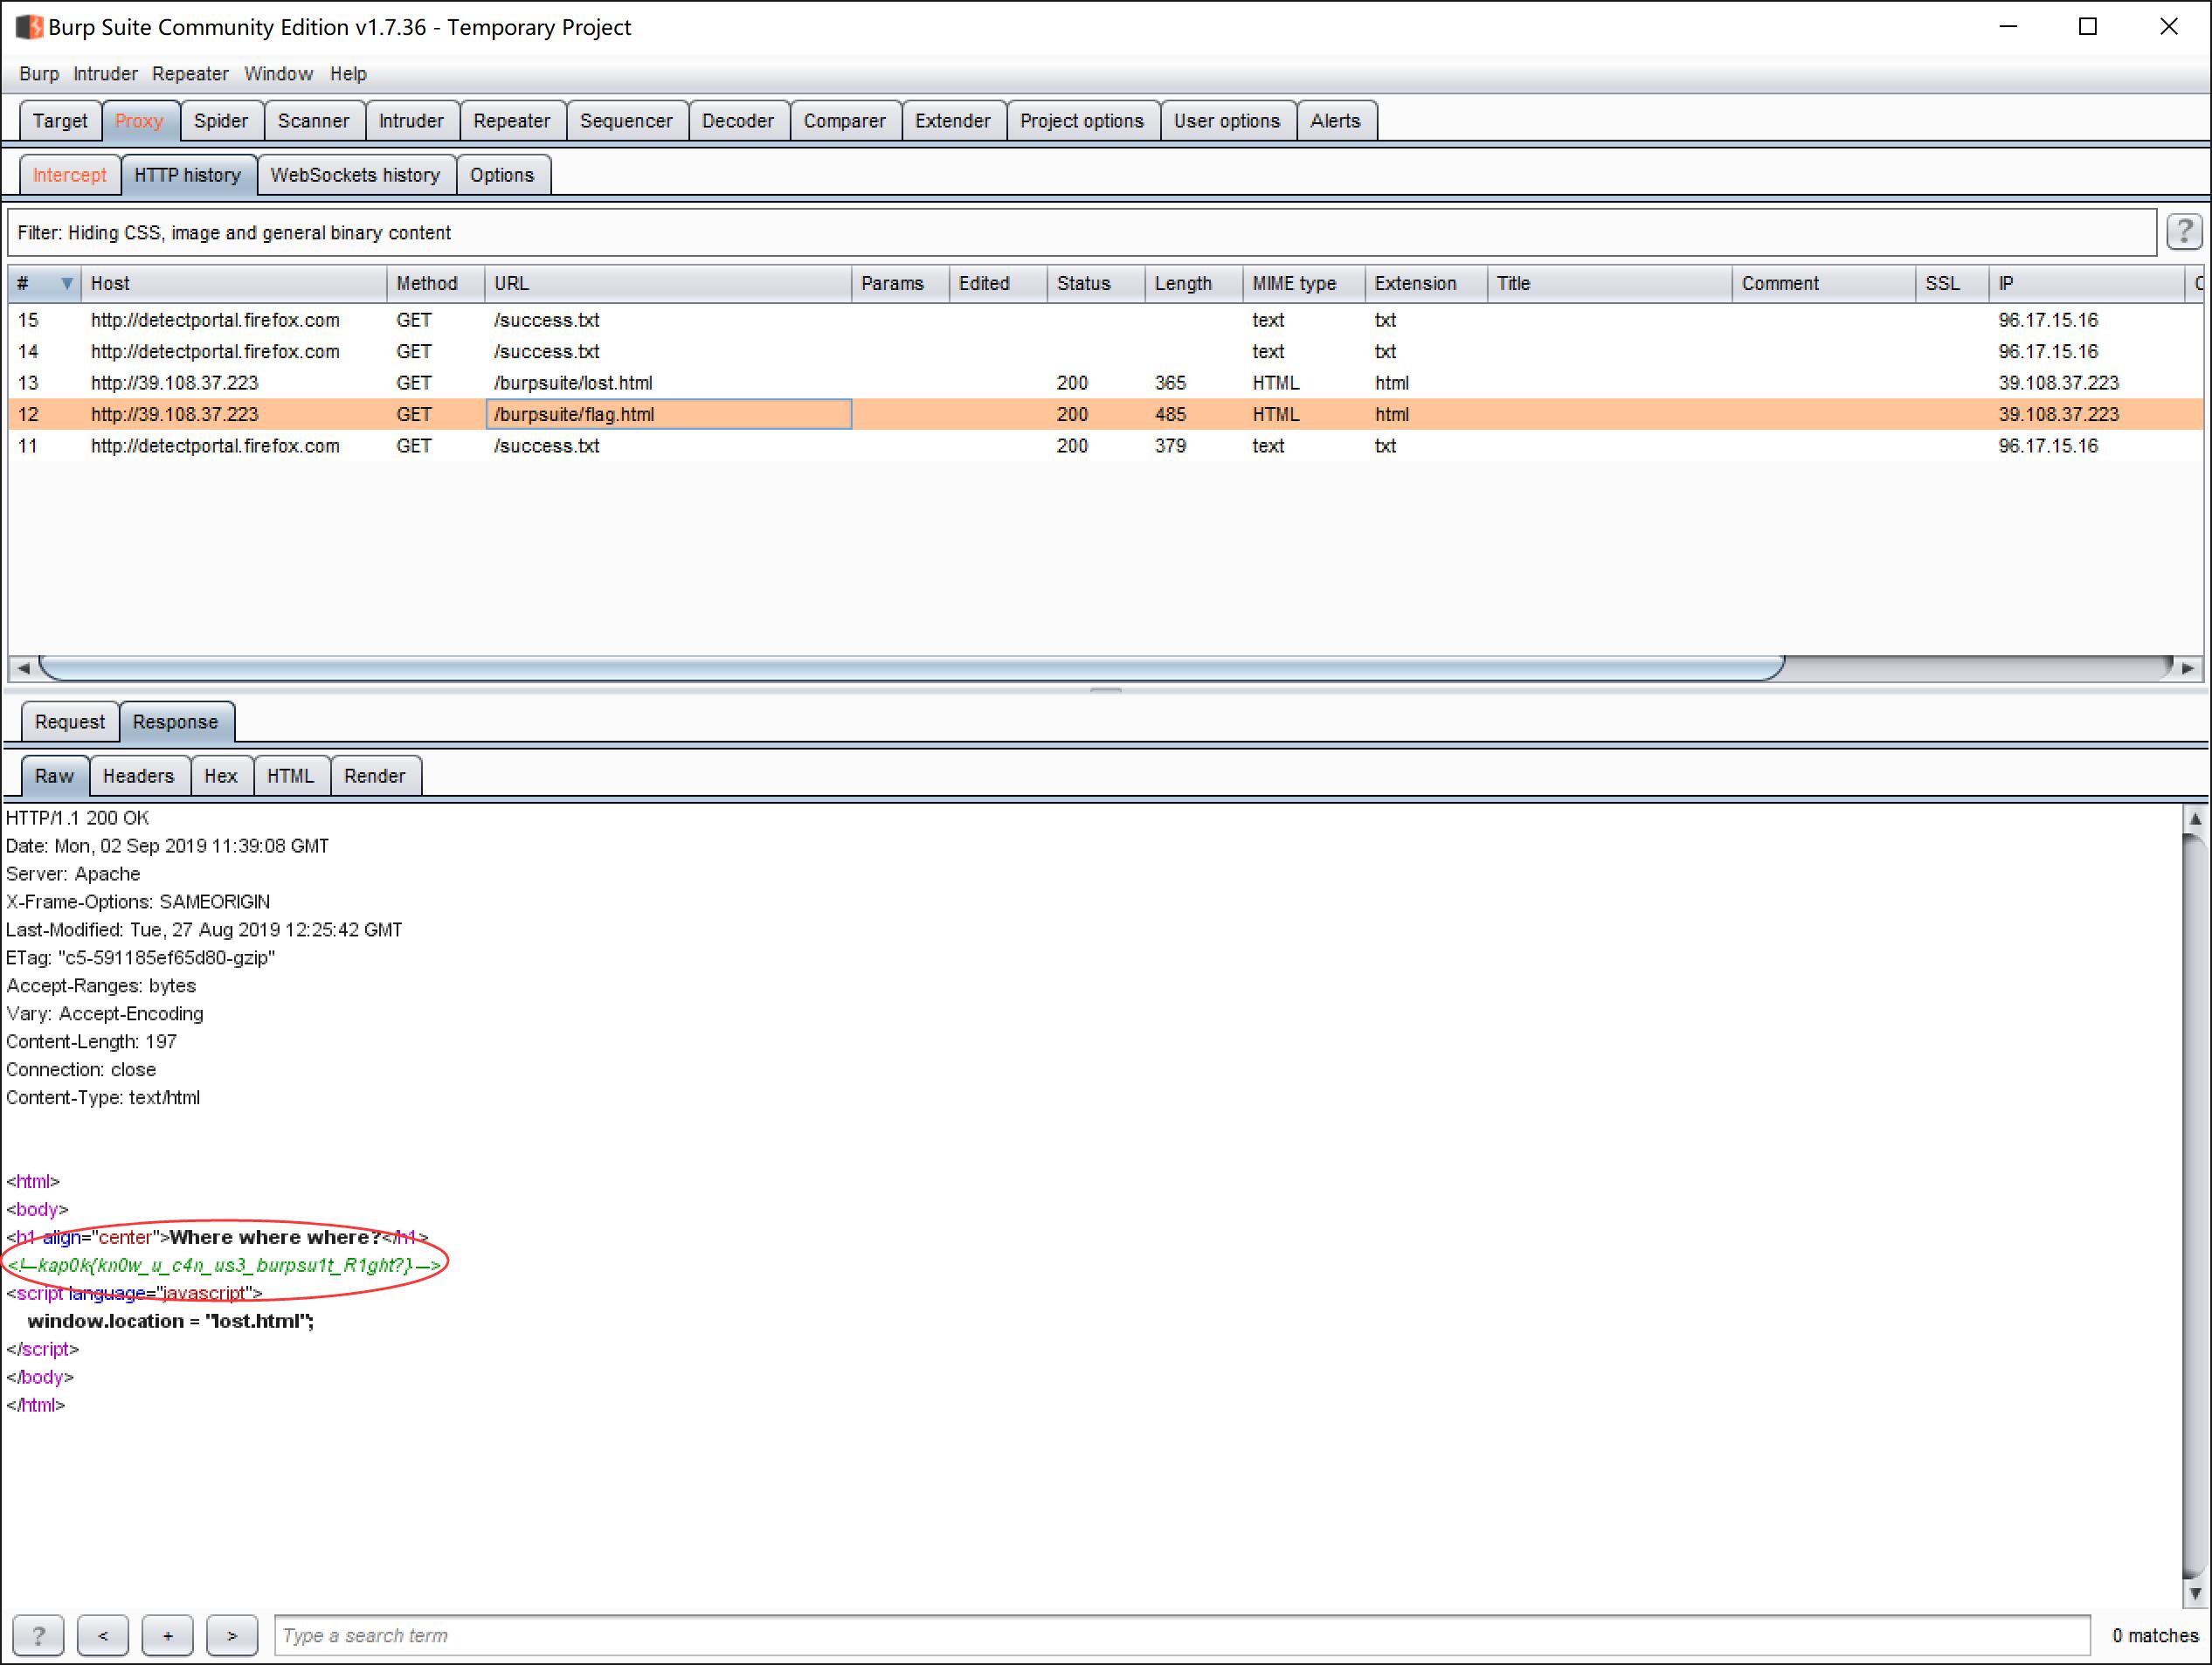 Burp Suite Community Edition v1.7.36 - Temporary Project
Burp Intruder Repeater Window Help
Target Proxy Spider Scanner Intruder Repeater Sequencer Decoder Comparer Extender Project options User options Alerts
Intercept HTTP history WebSockets history Options
Filter: Hiding CSS, image and general binary content ?
# Host Method URL Params Edited Status Length MIME type Extension Title Comment SSL IP
15 http://detectportal.firefox.com GET /success.txt text txt 96.17.15.16
14 http://detectportal.firefox.com GET /success.txt text txt 96.17.15.16
13 http://39.108.37.223 GET /burpsuite/lost.html 200 365 HTML html 39.108.37.223
12 http://39.108.37.223 GET /burpsuite/flag.html 200 485 HTML html 39.108.37.223
11 http://detectportal.firefox.com GET /success.txt 200 379 text txt 96.17.15.16
Request Response
Raw Headers Hex HTML Render
HTTP/1.1 200 OK
Date: Mon, 02 Sep 2019 11:39:08 GMT
Server: Apache
X-Frame-Options: SAMEORIGIN
Last-Modified: Tue, 27 Aug 2019 12:25:42 GMT
ETag: "c5-591185ef65d80-gzip"
Accept-Ranges: bytes
Vary: Accept-Encoding
Content-Length: 197
Connection: close
Content-Type: text/html
<html>
<body>
<h1 align="center">Where where where?</h1>
<!--kap0k{kn0w_u_c4n_us3_burpsu1t_R1ght?}-->
<script language="javascript">
window.location = "lost.html";
</script>
</body>
</html>
? < + > Type a search term 0 matches